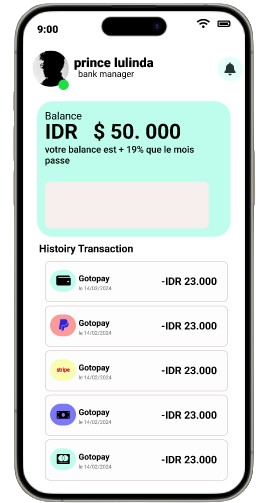 9:00
prince lulinda
bank manager
Balance
IDR $ 50. 000
votre balance est + 19% que le mois
passe
Histoiry Transaction
Gotopay
le 14/02/2024
-IDR 23.000
Gotopay
le 14/02/2024
-IDR 23.000
stripe
Gotopay
le 14/02/2024
-IDR 23.000
Gotopay
le 14/02/2024
-IDR 23.000
Gotopay
le 14/02/2024
-IDR 23.000